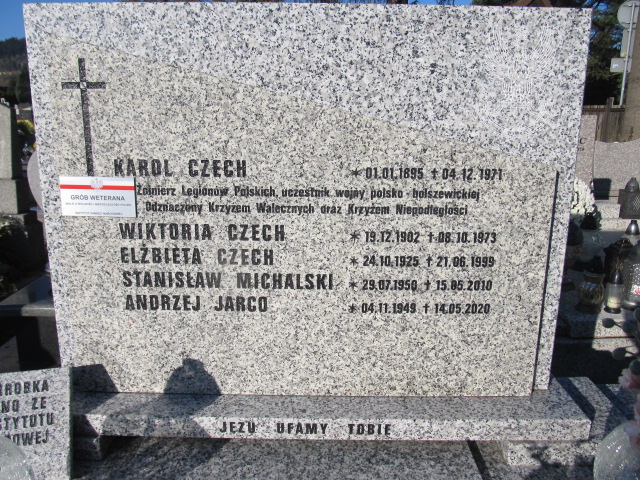 KAROL CZECH * 01.01.1895 † 04.12.1971
Żołnierz Legionów Polskich, uczestnik wojny polsko - bolszewickiej
Odznaczony Krzyżem Walecznych oraz Krzyżem Niepodległości
GRÓB WETERANA
WIKTORIA CZECH * 19.12.1902 † 08.10.1973
ELŻBIETA CZECH * 24.10.1925 † 21.06.1999
STANISŁAW MICHALSKI * 29.07.1950 † 15.05.2010
ANDRZEJ JARCO * 04.11.1949 † 14.05.2020
JEZU UFAMY TOBIE
ZE